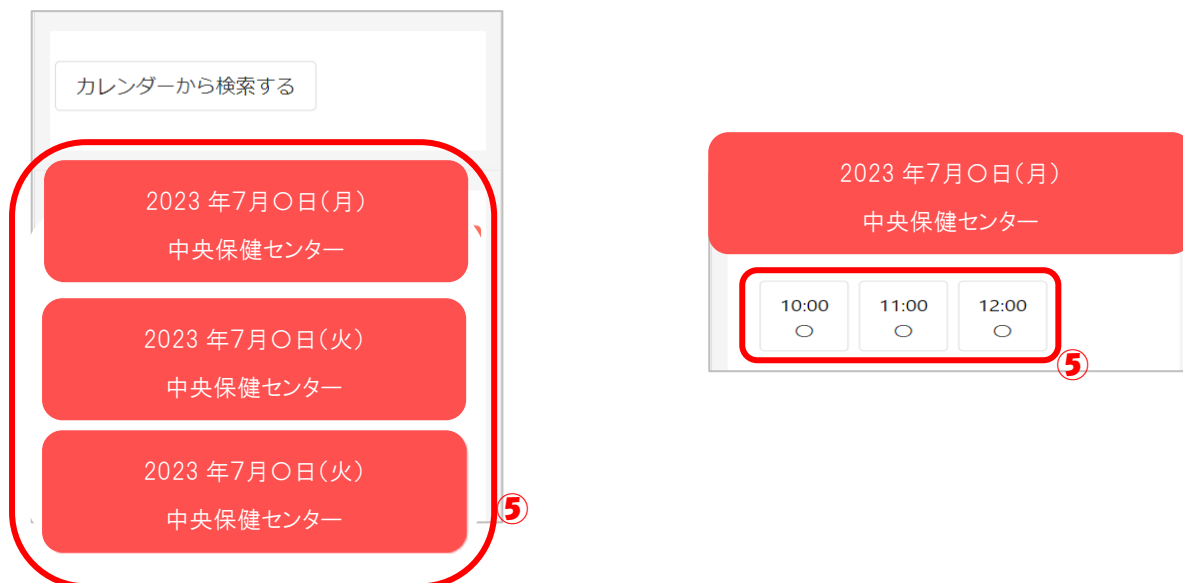 カレンダーから検索する
2023 年7月〇日(月)
中央保健センター
2023 年7月〇日(火)
中央保健センター
2023 年7月〇日(火)
中央保健センター
⑤
2023 年7月〇日(月)
中央保健センター
10:00 11:00 12:00
〇 〇 〇
⑤